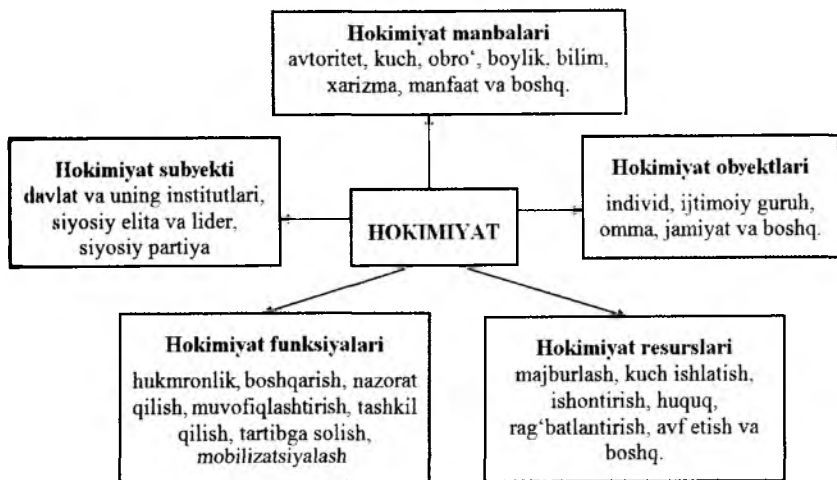 Hokimiyat manbalari
avtoritet, kuch, obro‘, boylik. bilim,
xarizma, manfaat va boshq.
Hokimiyat subyekti
davlat va uning institutlari,
siyosiy elita va lider,
siyosiy partiya
HOKIMIYAT
Hokimiyat obyektlari
individ, ijtimoiy guruh,
omma, jamiyat va boshq.
Hokimiyat funksiyalari
hukmronlik, boshqarish, nazorat
qilish, muvofiqlashtirish, tashkil
qilish, tartibga solish,
mobilizatsiyalash
Hokimiyat resurslari
majburlash, kuch ishlatish,
ishontirish, huquq,
rag‘batlantirish, avf etish va
boshq.